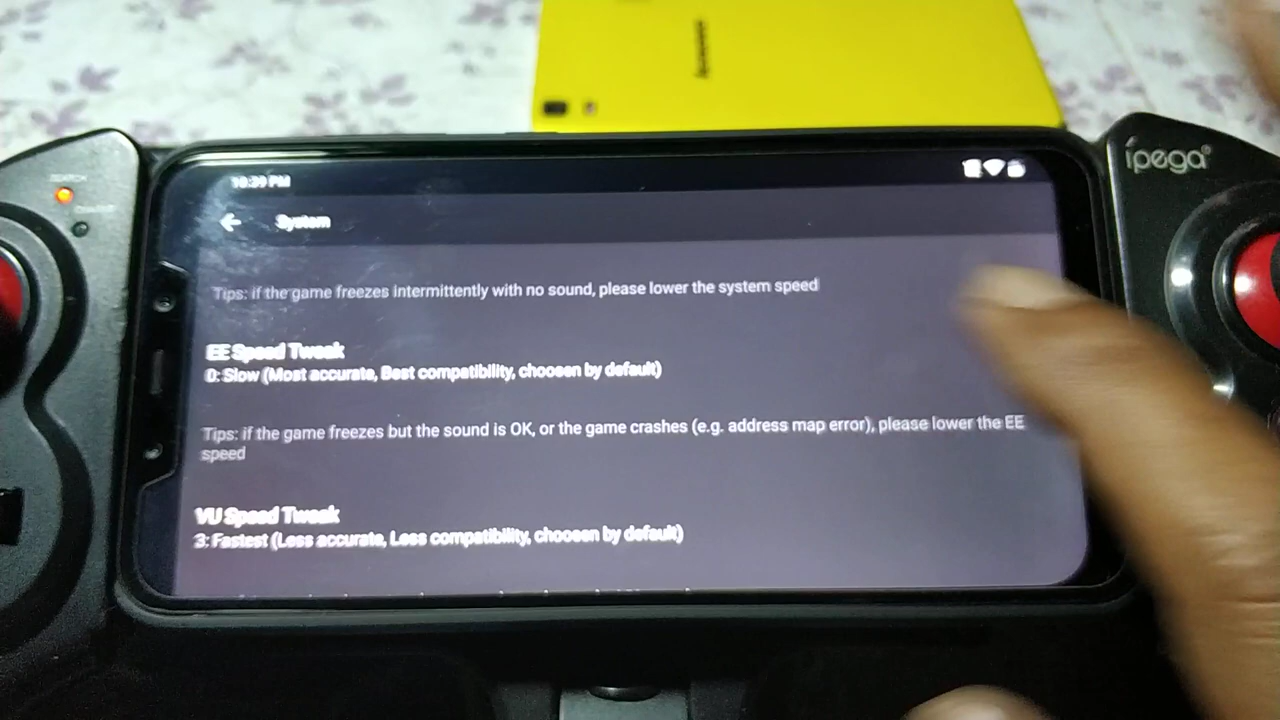 lenovo
SEARCH
ipega®
10:39 PM
System
Tips: if the game freezes intermittently with no sound, please lower the system speed
EE Speed Tweak
0: Slow (Most accurate, Best compatibility, choosen by default)
Tips: if the game freezes but the sound is OK, or the game crashes (e.g. address map error), please lower the EE
speed
VU Speed Tweak
3: Fastest (Less accurate, Less compatibility, choosen by default)